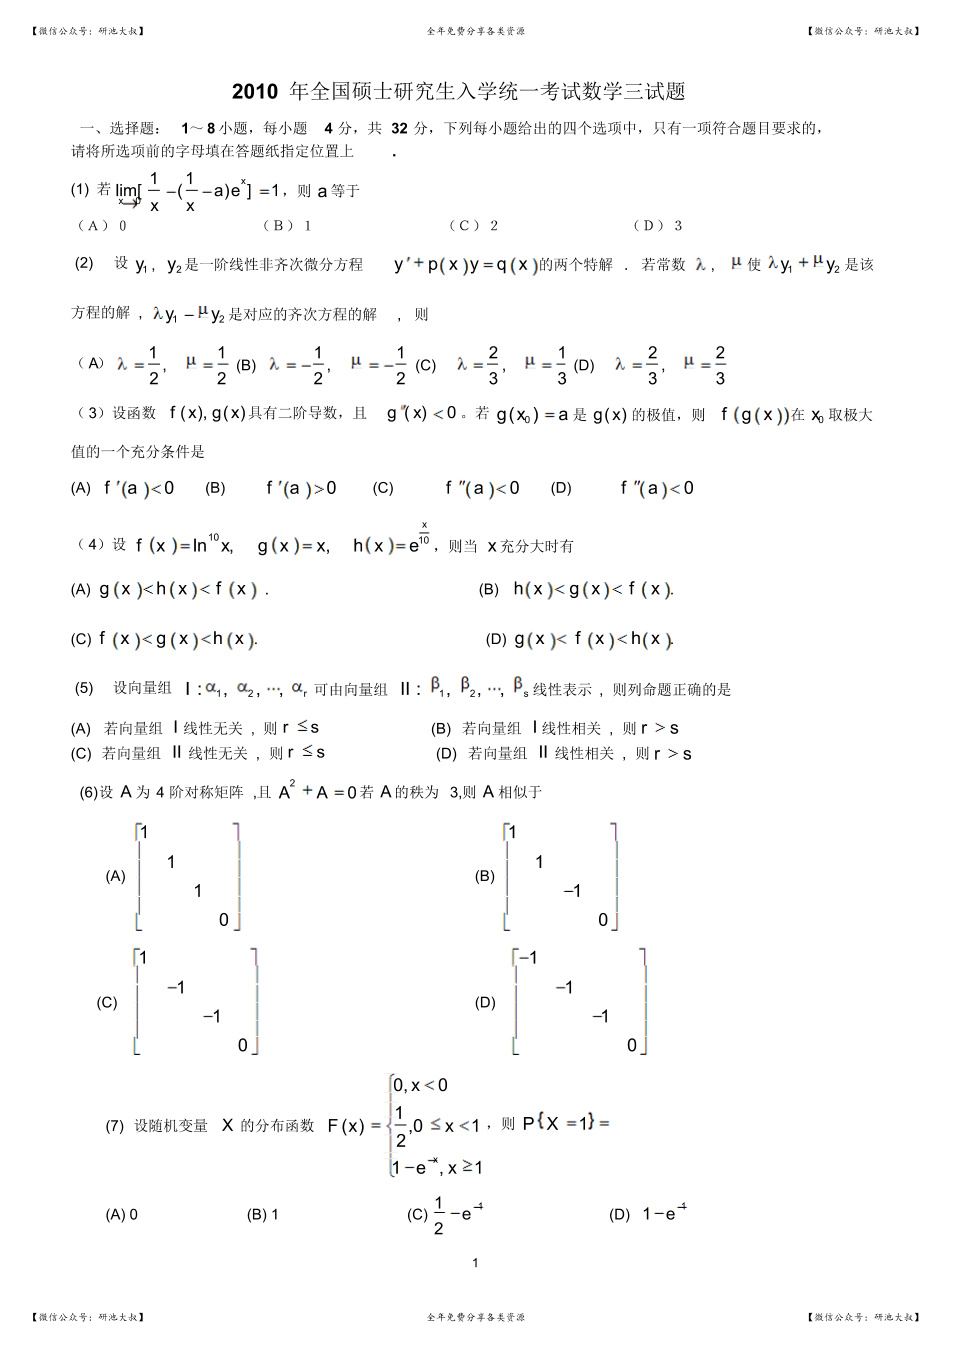 【微信公众号：研池大叔】 全年免费分享各类资源 【微信公众号：研池大叔】
2010 年全国硕士研究生入学统一考试数学三试题
一、选择题： 1～8 小题，每小题 4 分，共 32 分，下列每小题给出的四个选项中，只有一项符合题目要求的，
请将所选项前的字母填在答题纸指定位置上 .
(1) 若 lim[ 1/x −(1/x −a)e^x ] =1，则 a 等于
x→0
（A）0 （B）1 （C）2 （D）3
(2) 设 y₁ , y₂ 是一阶线性非齐次微分方程 y′+p(x)y=q(x)的两个特解 . 若常数 λ , μ 使 λy₁+μy₂ 是该
方程的解 , λy₁−μy₂ 是对应的齐次方程的解 , 则
（A） λ=1/2, μ=1/2 (B) λ=−1/2, μ=−1/2 (C) λ=2/3, μ=1/3 (D) λ=2/3, μ=2/3
（3）设函数 f(x), g(x)具有二阶导数，且 g″(x)<0 。若 g(x₀)=a 是 g(x) 的极值，则 f(g(x))在 x₀ 取极大
值的一个充分条件是
(A) f′(a)<0 (B) f′(a)>0 (C) f″(a)<0 (D) f″(a)<0
（4）设 f(x)=ln¹⁰x, g(x)=x, h(x)=e^(x/10)，则当 x 充分大时有
(A) g(x)<h(x)<f(x) . (B) h(x)<g(x)<f(x).
(C) f(x)<g(x)<h(x). (D) g(x)<f(x)<h(x).
(5) 设向量组 I:α₁, α₂, ⋯, αᵣ 可由向量组 II:β₁, β₂, ⋯, βₛ 线性表示 , 则列命题正确的是
(A) 若向量组 I 线性无关 , 则 r≤s (B) 若向量组 I 线性相关 , 则 r>s
(C) 若向量组 II 线性无关 , 则 r≤s (D) 若向量组 II 线性相关 , 则 r>s
(6)设 A 为 4 阶对称矩阵 ,且 A²+A=0 若 A 的秩为 3,则 A 相似于
1 1
1 1
(A) (B)
1 −1
0 0
1 −1
−1 −1
(C) (D)
−1 −1
0 0
0, x<0
(7) 设随机变量 X 的分布函数 F(x)= 1/2 ,0≤x<1 ，则 P{X=1}=
1−e^−x, x≥1
(A) 0 (B) 1 (C) 1/2 −e^−1 (D) 1−e^−1
1
【微信公众号：研池大叔】 全年免费分享各类资源 【微信公众号：研池大叔】